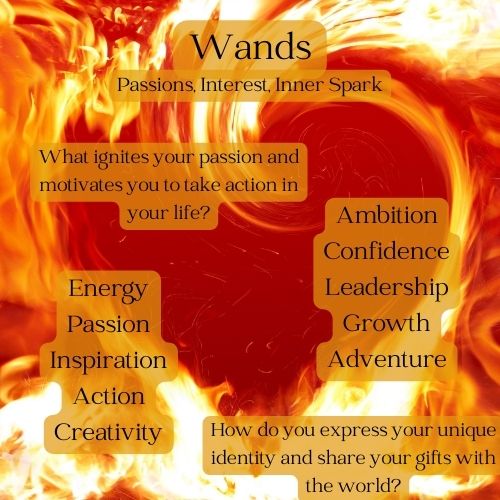 Wands
Passions, Interest, Inner Spark
What ignites your passion and
motivates you to take action in
your life?
Ambition
Confidence
Leadership
Growth
Adventure
Energy
Passion
Inspiration
Action
Creativity
How do you express your unique
identity and share your gifts with
the world?